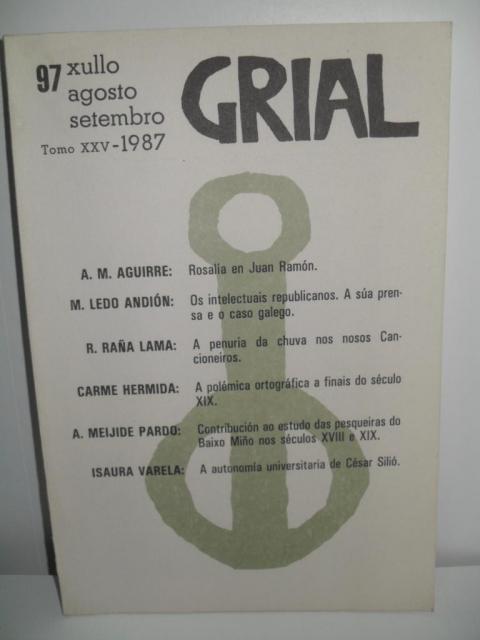 97 xullo
agosto
setembro
Tomo XXV-1987
GRIAL
A. M. AGUIRRE: Rosalía en Juan Ramón.
M. LEDO ANDIÓN: Os intelectuais republicanos. A súa pren-
sa e o caso galego.
R. RAÑA LAMA: A penuria da chuva nos nosos Can-
cioneiros.
CARME HERMIDA: A polémica ortográfica a finais do século
XIX.
A. MEIJIDE PARDO: Contribución ao estudo das pesqueiras do
Baixo Miño nos séculos XVIII e XIX.
ISAURA VARELA: A autonomía universitaria de César Silió.